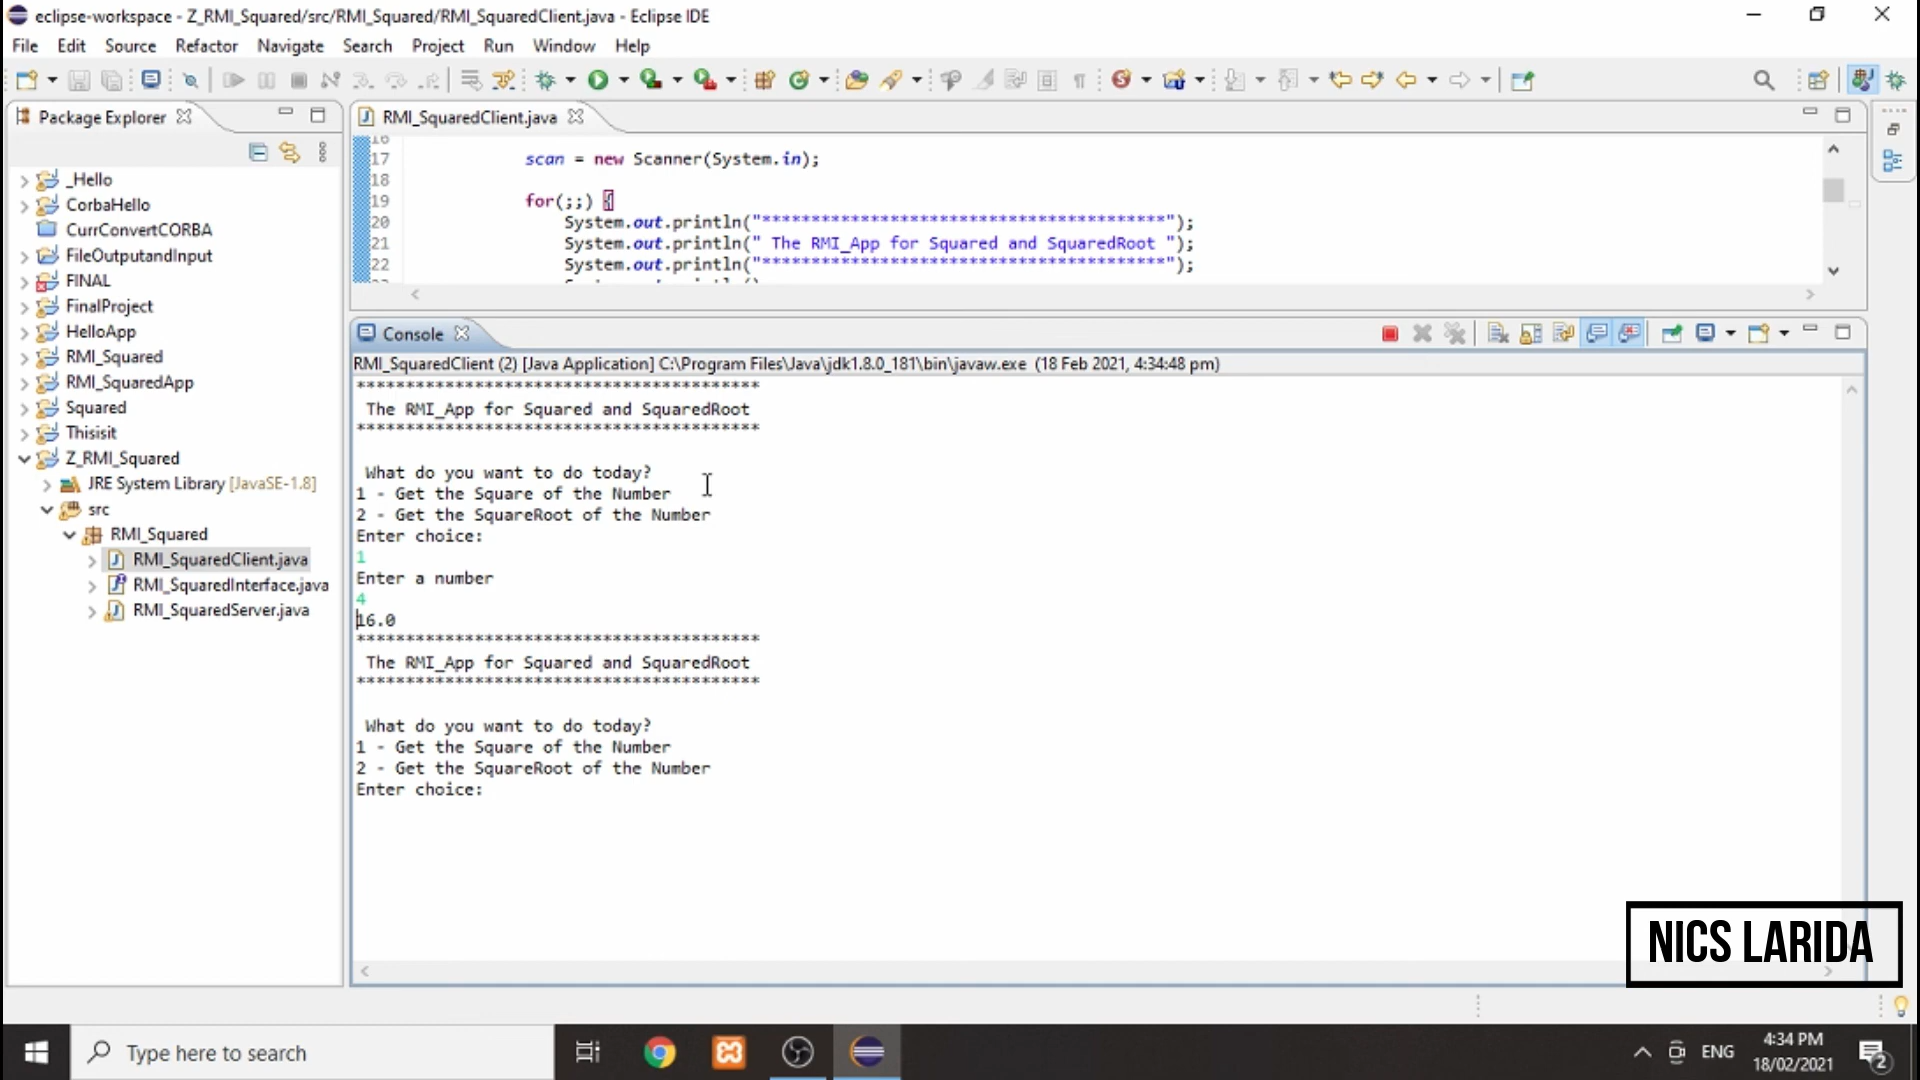 eclipse-workspace - Z_RMI_Squared/src/RMI_Squared/RMI_SquaredClient.java - Eclipse IDE
File Edit Source Refactor Navigate Search Project Run Window Help
Package Explorer
_Hello
CorbaHello
CurrConvertCORBA
FileOutputandInput
FINAL
FinalProject
HelloApp
RMI_Squared
RMI_SquaredApp
Squared
Thisisit
Z_RMI_Squared
JRE System Library [JavaSE-1.8]
src
RMI_Squared
RMI_SquaredClient.java
RMI_SquaredInterface.java
RMI_SquaredServer.java
RMI_SquaredClient.java
16
17 scan = new Scanner(System.in);
18
19 for(;;) {
20 System.out.println("*****************************************");
21 System.out.println(" The RMI_App for Squared and SquaredRoot ");
22 System.out.println("*****************************************");
Console
RMI_SquaredClient (2) [Java Application] C:\Program Files\Java\jdk1.8.0_181\bin\javaw.exe (18 Feb 2021, 4:34:48 pm)
*****************************************
The RMI_App for Squared and SquaredRoot
*****************************************
What do you want to do today?
1 - Get the Square of the Number
2 - Get the SquareRoot of the Number
Enter choice:
1
Enter a number
4
16.0
*****************************************
The RMI_App for Squared and SquaredRoot
*****************************************
What do you want to do today?
1 - Get the Square of the Number
2 - Get the SquareRoot of the Number
Enter choice:
NICS LARIDA
Type here to search
ENG
4:34 PM
18/02/2021
2